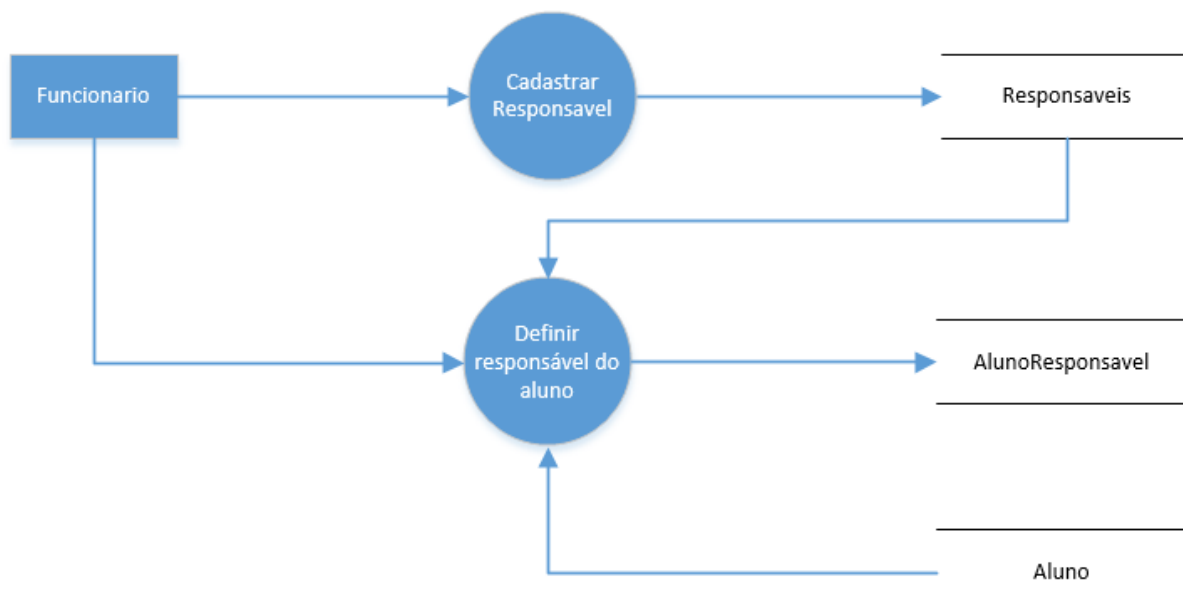 Funcionario
Cadastrar
Responsavel
Responsaveis
Definir
responsável do
aluno
AlunoResponsavel
Aluno